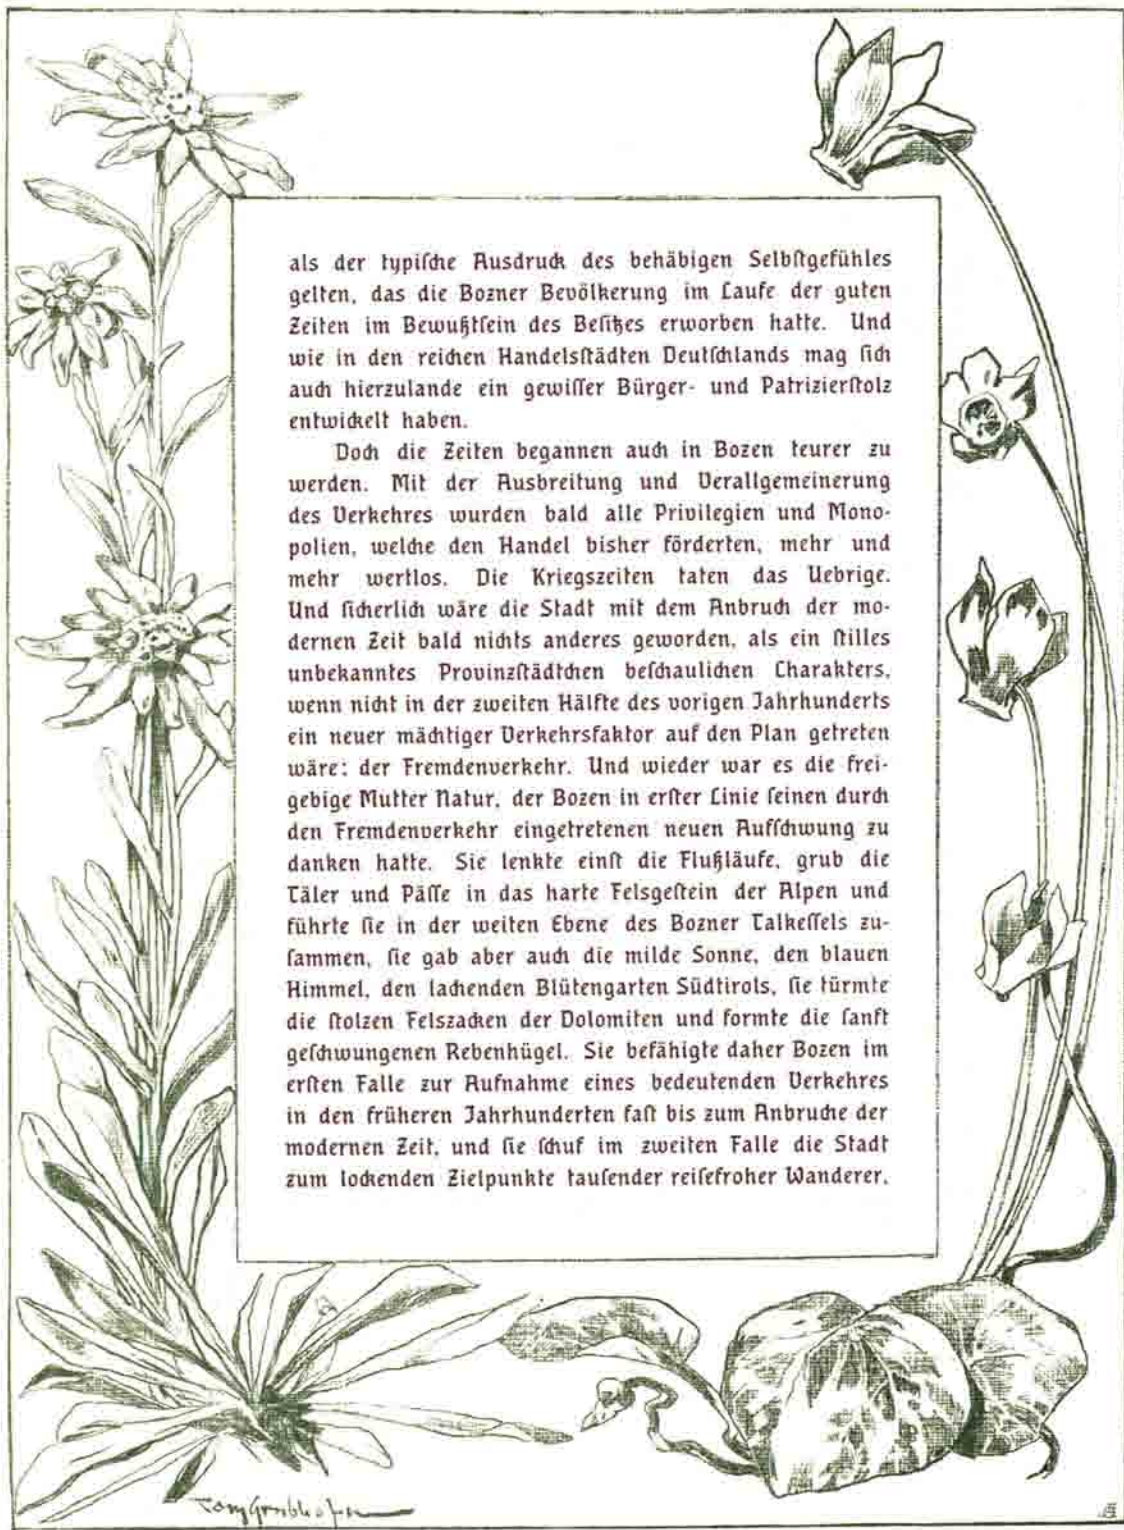 als der typiſche Ausdruck des behäbigen Selbſtgefühles
gelten, das die Bozner Bevölkerung im Laufe der guten
Zeiten im Bewußtſein des Beſitzes erworben hatte. Und
wie in den reichen Handelsſtädten Deutſchlands mag ſich
auch hierzulande ein gewiſſer Bürger- und Patrizierſtolz
entwickelt haben.
Doch die Zeiten begannen auch in Bozen teurer zu
werden. Mit der Ausbreitung und Verallgemeinerung
des Verkehres wurden bald alle Privilegien und Mono-
polien, welche den Handel bisher förderten, mehr und
mehr wertlos. Die Kriegszeiten taten das Uebrige.
Und ſicherlich wäre die Stadt mit dem Anbruch der mo-
dernen Zeit bald nichts anderes geworden, als ein ſtilles
unbekanntes Provinzſtädtchen beſchaulichen Charakters,
wenn nicht in der zweiten Hälfte des vorigen Jahrhunderts
ein neuer mächtiger Verkehrsfaktor auf den Plan getreten
wäre: der Fremdenverkehr. Und wieder war es die frei-
gebige Mutter Natur, der Bozen in erſter Linie ſeinen durch
den Fremdenverkehr eingetretenen neuen Aufſchwung zu
danken hatte. Sie lenkte einſt die Flußläufe, grub die
Täler und Päſſe in das harte Felsgeſtein der Alpen und
führte ſie in der weiten Ebene des Bozner Talkeſſels zu-
ſammen, ſie gab aber auch die milde Sonne, den blauen
Himmel, den lachenden Blütengarten Südtirols, ſie türmte
die ſtolzen Felszacken der Dolomiten und formte die ſanft
geſchwungenen Rebenhügel. Sie befähigte daher Bozen im
erſten Falle zur Aufnahme eines bedeutenden Verkehres
in den früheren Jahrhunderten faſt bis zum Anbruche der
modernen Zeit, und ſie ſchuf im zweiten Falle die Stadt
zum lockenden Zielpunkte tauſender reiſefroher Wanderer,